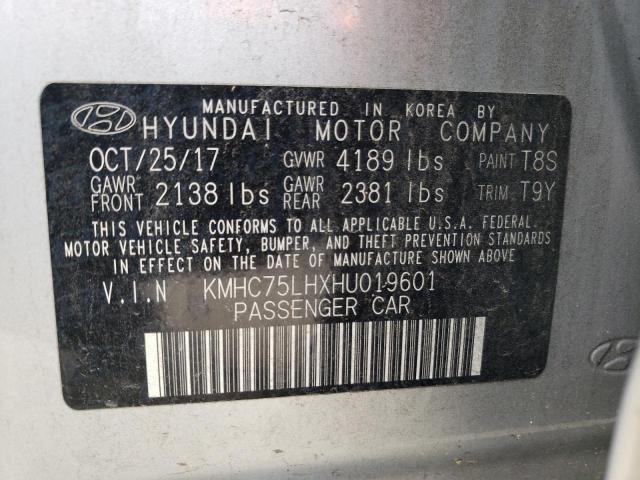 MANUFACTURED IN KOREA BY
HYUNDAI MOTOR COMPANY
OCT/25/17 GVWR 4189 lbs PAINT T8S
GAWR FRONT 2138 lbs GAWR REAR 2381 lbs TRIM T9Y
THIS VEHICLE CONFORMS TO ALL APPLICABLE U.S.A. FEDERAL
MOTOR VEHICLE SAFETY, BUMPER, AND THEFT PREVENTION STANDARDS
IN EFFECT ON THE DATE OF MANUFACTURE SHOWN ABOVE
V.I.N KMHC75LHXHU019601
PASSENGER CAR